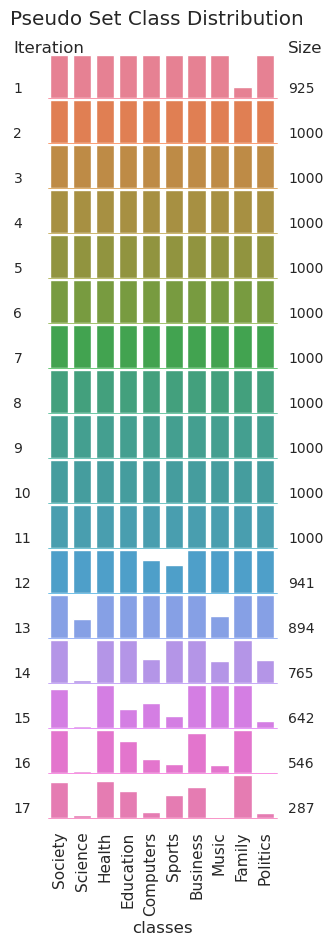 Pseudo Set Class Distribution
Iteration Size
1 925
2 1000
3 1000
4 1000
5 1000
6 1000
7 1000
8 1000
9 1000
10 1000
11 1000
12 941
13 894
14 765
15 642
16 546
17 287
Society
Science
Health
Education
Computers
Sports
Business
Music
Family
Politics
classes